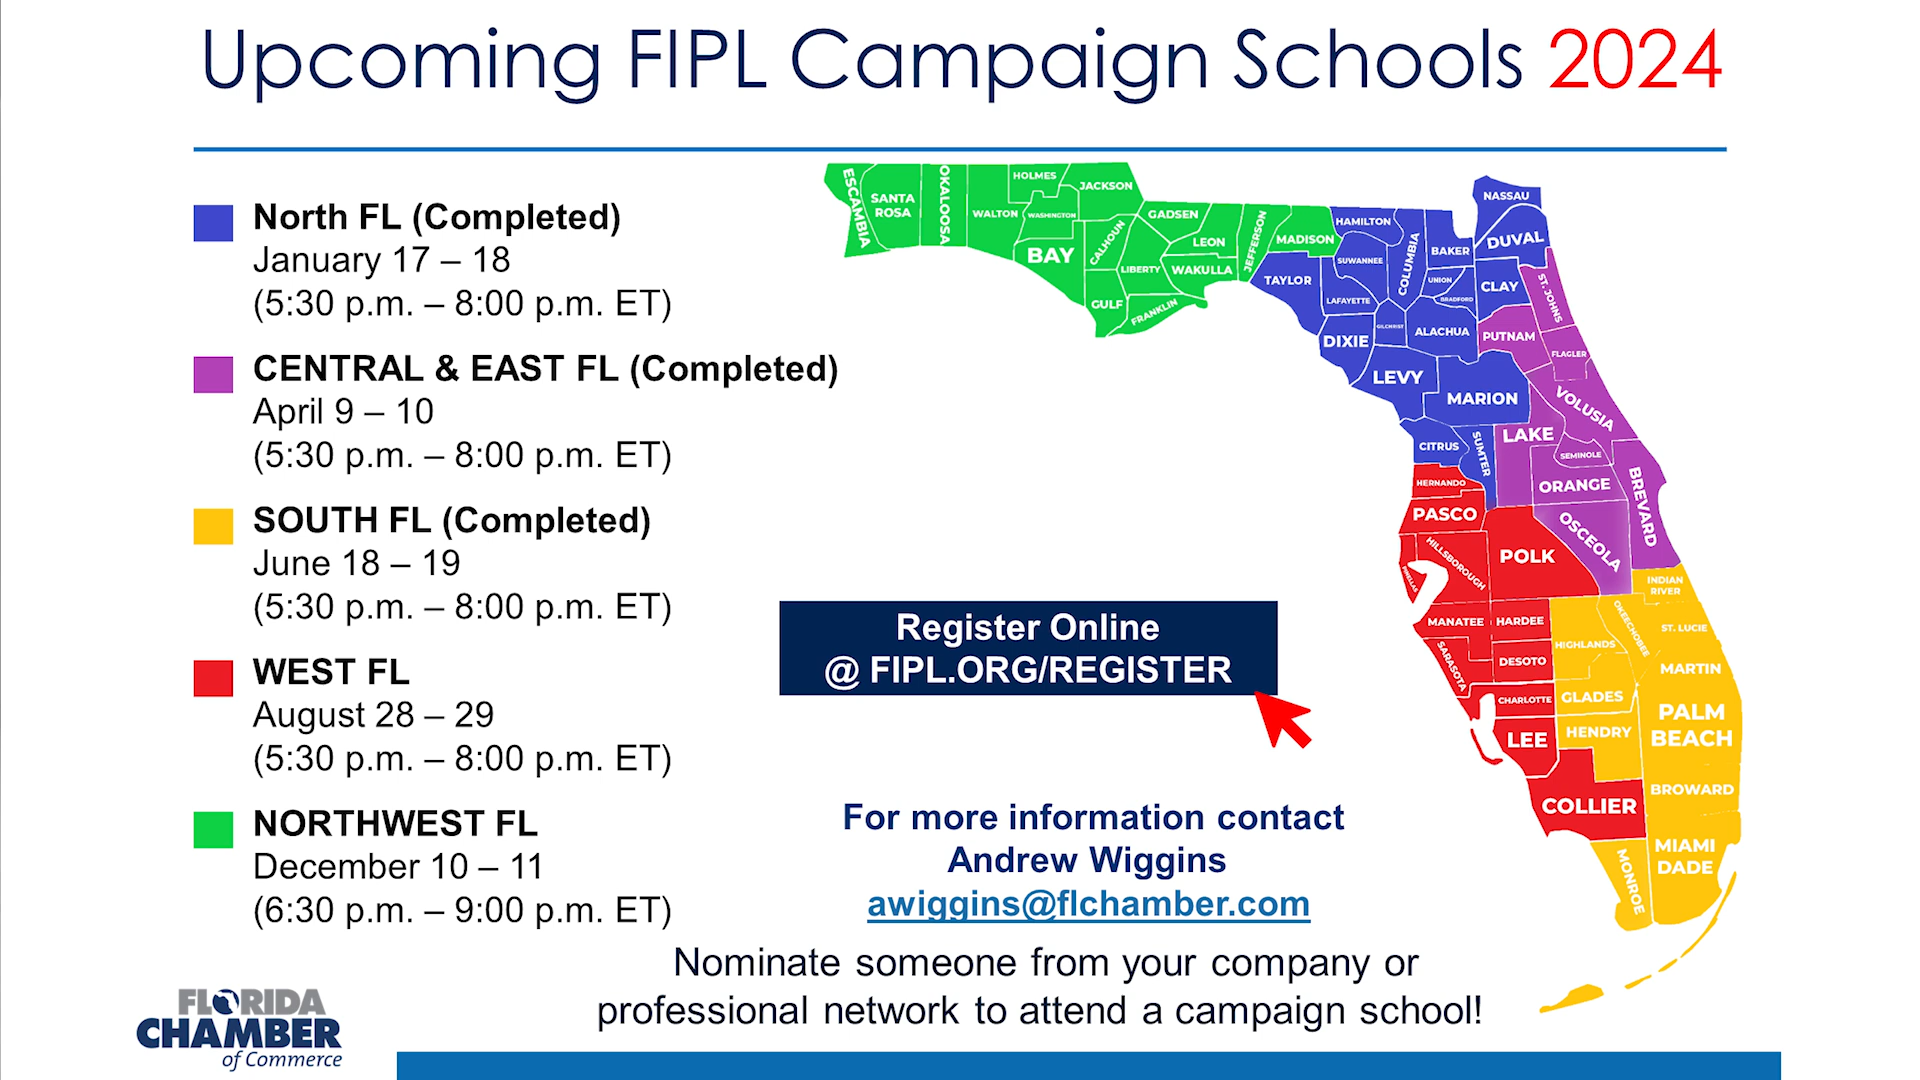 Upcoming FIPL Campaign Schools 2024
North FL (Completed)
January 17 – 18
(5:30 p.m. – 8:00 p.m. ET)
CENTRAL & EAST FL (Completed)
April 9 – 10
(5:30 p.m. – 8:00 p.m. ET)
SOUTH FL (Completed)
June 18 – 19
(5:30 p.m. – 8:00 p.m. ET)
WEST FL
August 28 – 29
(5:30 p.m. – 8:00 p.m. ET)
NORTHWEST FL
December 10 – 11
(6:30 p.m. – 9:00 p.m. ET)
ESCAMBIA
SANTA
ROSA
OKALOOSA
WALTON
HOLMES
WASHINGTON
JACKSON
BAY
CALHOUN
GULF
LIBERTY
GADSEN
FRANKLIN
LEON
WAKULLA
JEFFERSON
MADISON
TAYLOR
HAMILTON
SUWANNEE
LAFAYETTE
DIXIE
COLUMBIA
GILCHRIST
BAKER
UNION
BRADFORD
ALACHUA
LEVY
MARION
NASSAU
DUVAL
CLAY
ST. JOHNS
PUTNAM
FLAGLER
VOLUSIA
CITRUS
SUMTER
LAKE
SEMINOLE
ORANGE
BREVARD
OSCEOLA
HERNANDO
PASCO
PINELLAS
HILLSBOROUGH
POLK
MANATEE
HARDEE
SARASOTA
DESOTO
CHARLOTTE
LEE
COLLIER
INDIAN
RIVER
OKEECHOBEE
ST. LUCIE
HIGHLANDS
MARTIN
GLADES
PALM
BEACH
HENDRY
BROWARD
MIAMI
DADE
MONROE
Register Online
@ FIPL.ORG/REGISTER
For more information contact
Andrew Wiggins
awiggins@flchamber.com
Nominate someone from your company or
professional network to attend a campaign school!
FLORIDA
CHAMBER
of Commerce